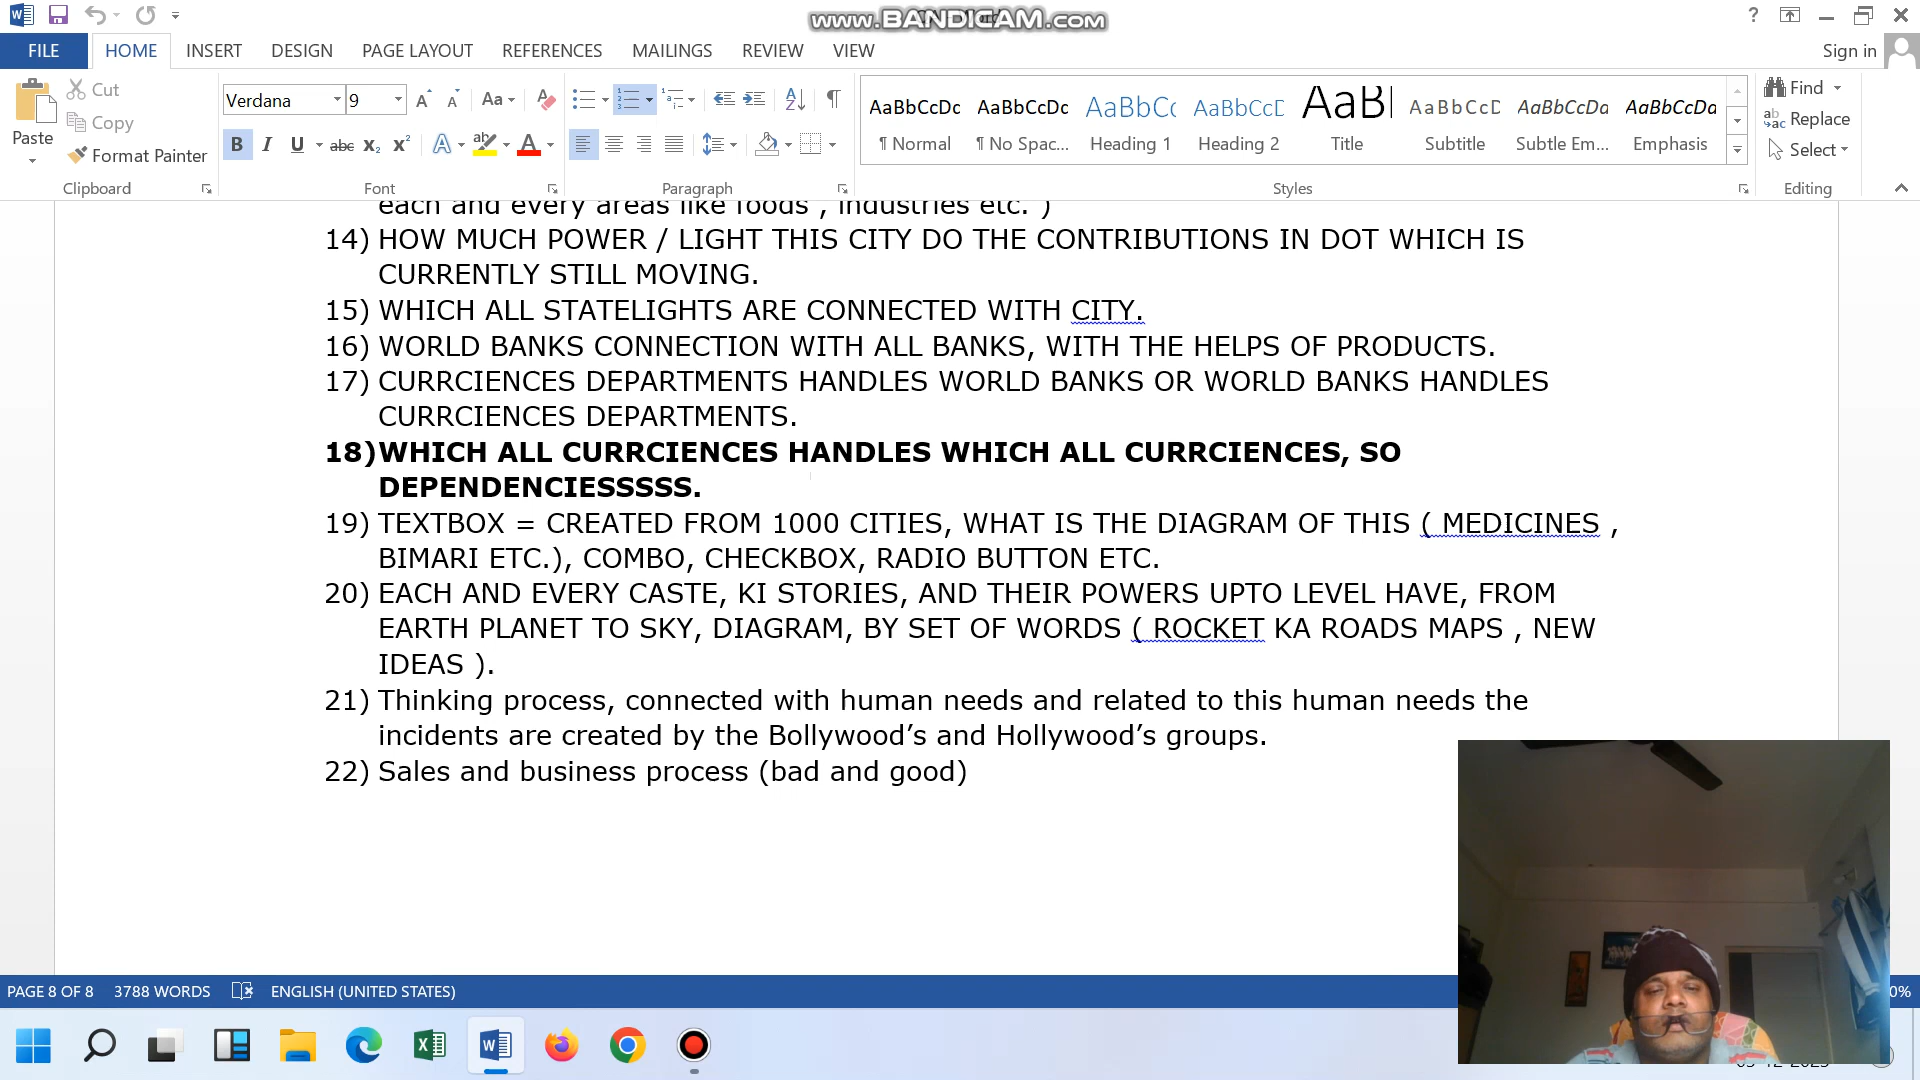 www.BANDICAM.com
FILE HOME INSERT DESIGN PAGE LAYOUT REFERENCES MAILINGS REVIEW VIEW Sign in
Paste Cut Copy Format Painter Clipboard
Verdana 9 Font
Paragraph
AaBbCcDc AaBbCcDc AaBbC AaBbCcD AaB AaBbCcD AaBbCcDa AaBbCcDa
¶ Normal ¶ No Spac... Heading 1 Heading 2 Title Subtitle Subtle Em... Emphasis
Styles
Find Replace Select Editing
each and every areas like foods , industries etc. )
14) HOW MUCH POWER / LIGHT THIS CITY DO THE CONTRIBUTIONS IN DOT WHICH IS
CURRENTLY STILL MOVING.
15) WHICH ALL STATELIGHTS ARE CONNECTED WITH CITY.
16) WORLD BANKS CONNECTION WITH ALL BANKS, WITH THE HELPS OF PRODUCTS.
17) CURRCIENCES DEPARTMENTS HANDLES WORLD BANKS OR WORLD BANKS HANDLES
CURRCIENCES DEPARTMENTS.
18) WHICH ALL CURRCIENCES HANDLES WHICH ALL CURRCIENCES, SO
DEPENDENCIESSSSS.
19) TEXTBOX = CREATED FROM 1000 CITIES, WHAT IS THE DIAGRAM OF THIS ( MEDICINES ,
BIMARI ETC.), COMBO, CHECKBOX, RADIO BUTTON ETC.
20) EACH AND EVERY CASTE, KI STORIES, AND THEIR POWERS UPTO LEVEL HAVE, FROM
EARTH PLANET TO SKY, DIAGRAM, BY SET OF WORDS ( ROCKET KA ROADS MAPS , NEW
IDEAS ).
21) Thinking process, connected with human needs and related to this human needs the
incidents are created by the Bollywood’s and Hollywood’s groups.
22) Sales and business process (bad and good)
PAGE 8 OF 8 3788 WORDS ENGLISH (UNITED STATES)